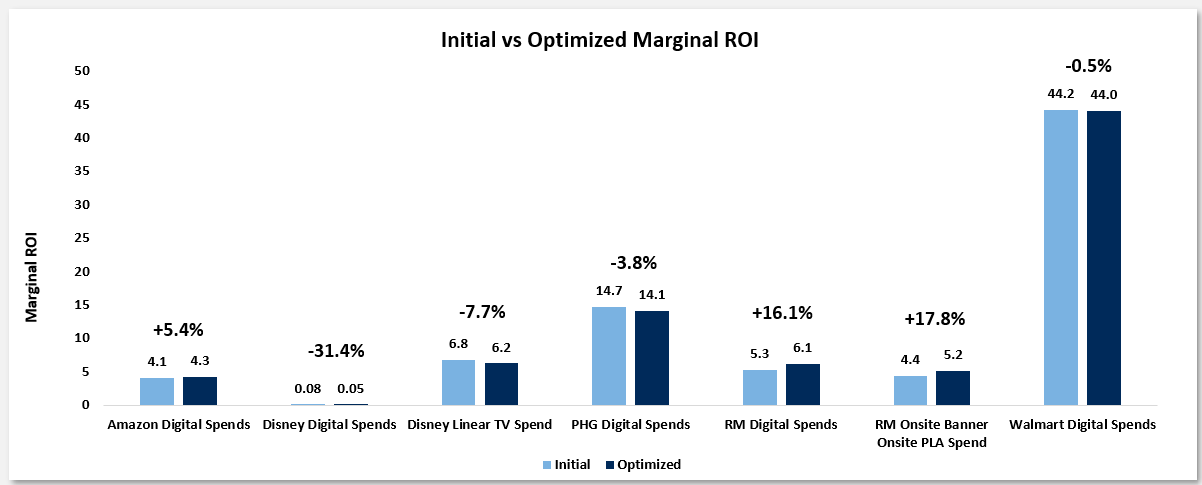 Initial vs Optimized Marginal ROI
Marginal ROI
50
45
40
35
30
25
20
15
10
5
0
+5.4%
4.1 4.3
-31.4%
0.08 0.05
-7.7%
6.8 6.2
-3.8%
14.7 14.1
+16.1%
5.3 6.1
+17.8%
4.4 5.2
-0.5%
44.2 44.0
Amazon Digital Spends
Disney Digital Spends
Disney Linear TV Spend
PHG Digital Spends
RM Digital Spends
RM Onsite Banner
Onsite PLA Spend
Walmart Digital Spends
Initial Optimized